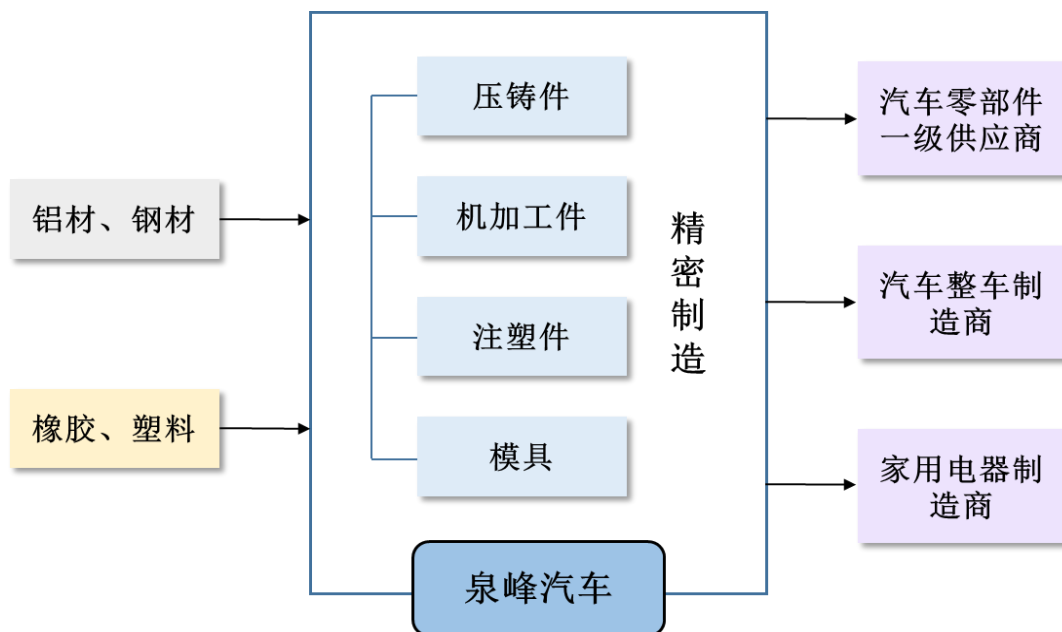 铝材、钢材
橡胶、塑料
压铸件
机加工件
注塑件
模具
精
密
制
造
泉峰汽车
汽车零部件
一级供应商
汽车整车制
造商
家用电器制
造商